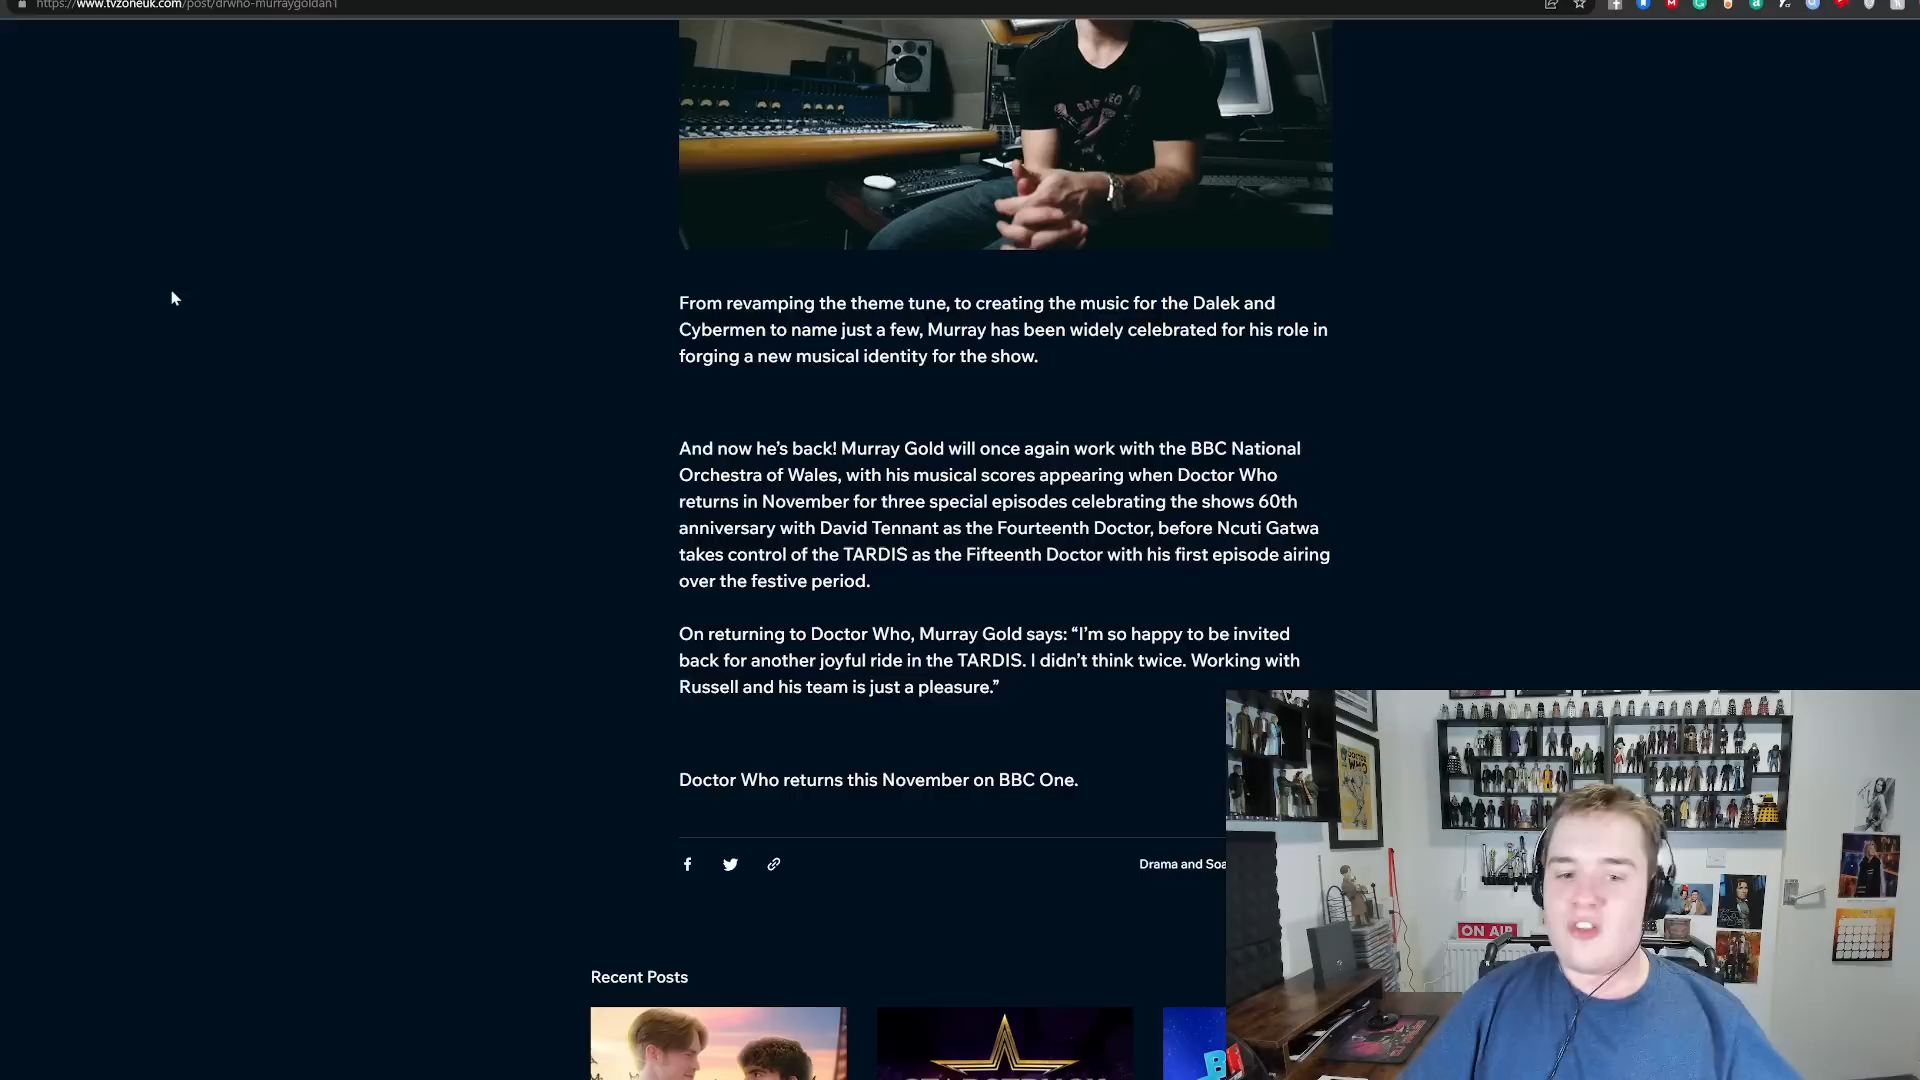 https://www.tvzoneuk.com/post/drwho-murraygoldan1
From revamping the theme tune, to creating the music for the Dalek and
Cybermen to name just a few, Murray has been widely celebrated for his role in
forging a new musical identity for the show.
And now he’s back! Murray Gold will once again work with the BBC National
Orchestra of Wales, with his musical scores appearing when Doctor Who
returns in November for three special episodes celebrating the shows 60th
anniversary with David Tennant as the Fourteenth Doctor, before Ncuti Gatwa
takes control of the TARDIS as the Fifteenth Doctor with his first episode airing
over the festive period.
On returning to Doctor Who, Murray Gold says: “I’m so happy to be invited
back for another joyful ride in the TARDIS. I didn’t think twice. Working with
Russell and his team is just a pleasure.”
Doctor Who returns this November on BBC One.
Drama and Soa
DOCTOR WHO
ON AIR
Recent Posts